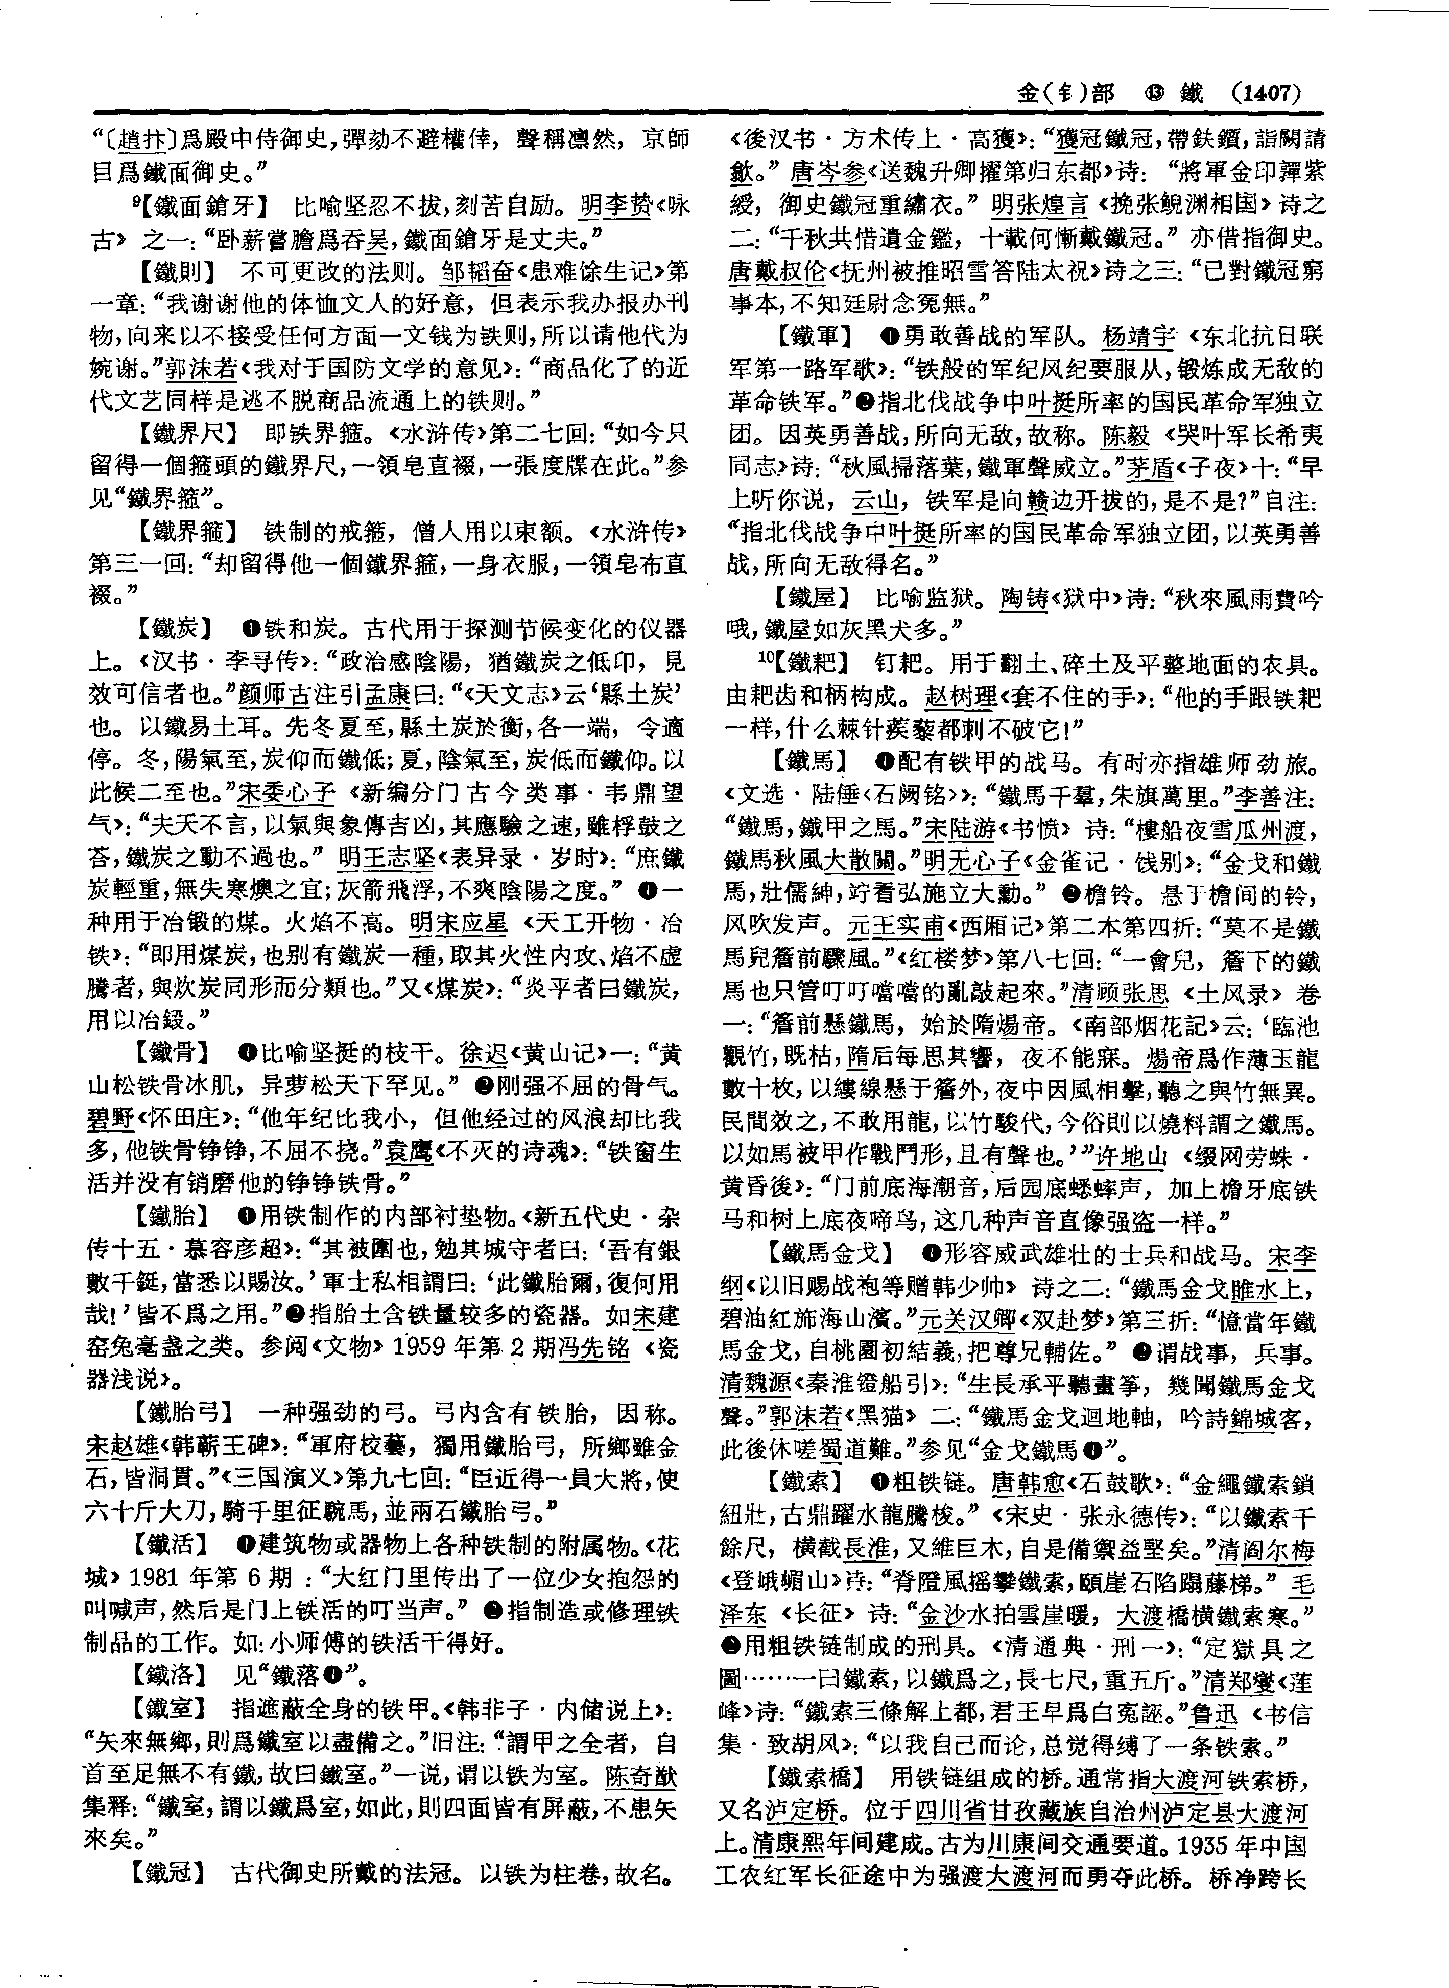 金(钅)部　⑬ 鐵　(1407)
“〔趙抃〕爲殿中侍御史,彈劾不避權倖，聲稱凛然，京師
目爲鐵面御史。”
⁹【鐵面鎗牙】　比喻坚忍不拔,刻苦自励。明李贽《咏
古》之一:“卧薪嘗膽爲吞吴,鐵面鎗牙是丈夫。”
【鐵則】　不可更改的法则。邹韬奋《患难馀生记》第
一章:“我谢谢他的体恤文人的好意，但表示我办报办刊
物,向来以不接受任何方面一文钱为铁则,所以请他代为
婉谢。”郭沫若《我对于国防文学的意见》:“商品化了的近
代文艺同样是逃不脱商品流通上的铁则。”
【鐵界尺】　即铁界箍。《水浒传》第二七回:“如今只
留得一個箍頭的鐵界尺,一領皂直裰,一張度牒在此。”参
见“鐵界箍”。
【鐵界箍】　铁制的戒箍，僧人用以束额。《水浒传》
第三一回:“却留得他一個鐵界箍,一身衣服,一領皂布直
裰。”
【鐵炭】　❶铁和炭。古代用于探测节候变化的仪器
上。《汉书·李寻传》:“政治感陰陽，猶鐵炭之低卬，見
效可信者也。”颜师古注引孟康曰:“《天文志》云‘縣土炭’
也。以鐵易土耳。先冬夏至,縣土炭於衡,各一端，令適
停。冬,陽氣至,炭仰而鐵低;夏,陰氣至,炭低而鐵仰。以
此候二至也。”宋委心子《新编分门古今类事·韦鼎望
气》:“夫天不言,以氣與象傳吉凶,其應驗之速,雖桴鼓之
荅,鐵炭之動不過也。”明王志坚《表异录·岁时》:“庶鐵
炭輕重,無失寒燠之宜;灰箭飛浮,不爽陰陽之度。”❶一
种用于冶锻的煤。火焰不高。明宋应星《天工开物·冶
铁》:“即用煤炭,也别有鐵炭一種,取其火性内攻、焰不虚
騰者,與炊炭同形而分類也。”又《煤炭》:“炎平者曰鐵炭,
用以冶鍛。”
【鐵骨】　❶比喻坚挺的枝干。徐迟《黄山记》一:“黄
山松铁骨冰肌，异萝松天下罕见。”❷刚强不屈的骨气。
碧野《怀田庄》:“他年纪比我小，但他经过的风浪却比我
多,他铁骨铮铮,不屈不挠。”袁鹰《不灭的诗魂》:“铁窗生
活并没有销磨他的铮铮铁骨。”
【鐵胎】　❶用铁制作的内部衬垫物。《新五代史·杂
传十五·慕容彦超》:“其被圍也,勉其城守者曰:‘吾有銀
數千鋌,當悉以賜汝。’軍士私相謂曰:‘此鐵胎爾,復何用
哉!’皆不爲之用。”❷指胎土含铁量较多的瓷器。如宋建
窑兔毫盏之类。参阅《文物》1959年第2期冯先铭《瓷
器浅说》。
【鐵胎弓】　一种强劲的弓。弓内含有铁胎，因称。
宋赵雄《韩蕲王碑》:“軍府校藝，獨用鐵胎弓，所鄉雖金
石,皆洞貫。”《三国演义》第九七回:“臣近得一員大將,使
六十斤大刀,騎千里征𩣡馬,並兩石鐵胎弓。”
【鐵活】　❶建筑物或器物上各种铁制的附属物。《花
城》1981年第6期:“大红门里传出了一位少女抱怨的
叫喊声,然后是门上铁活的叮当声。”❷指制造或修理铁
制品的工作。如:小师傅的铁活干得好。
【鐵洛】　见“鐵落❶”。
【鐵室】　指遮蔽全身的铁甲。《韩非子·内储说上》:
“矢來無鄉,則爲鐵室以盡備之。”旧注:“謂甲之全者，自
首至足無不有鐵,故曰鐵室。”一说,谓以铁为室。陈奇猷
集释:“鐵室,謂以鐵爲室,如此,則四面皆有屏蔽,不患矢
來矣。”
【鐵冠】　古代御史所戴的法冠。以铁为柱卷,故名。
《後汉书·方术传上·高獲》:“獲冠鐵冠,帶鈇鑕,詣闕請
歙。”唐岑参《送魏升卿擢第归东都》诗:“將軍金印嚲紫
綬，御史鐵冠重繡衣。”明张煌言《挽张鲵渊相国》诗之
二:“千秋共惜遺金鑑，十載何慚戴鐵冠。”亦借指御史。
唐戴叔伦《抚州被推昭雪答陆太祝》诗之三:“已對鐵冠窮
事本,不知廷尉念冤無。”
【鐵軍】　❶勇敢善战的军队。杨靖宇《东北抗日联
军第一路军歌》:“铁般的军纪风纪要服从,锻炼成无敌的
革命铁军。”❷指北伐战争中叶挺所率的国民革命军独立
团。因英勇善战,所向无敌,故称。陈毅《哭叶军长希夷
同志》诗:“秋風掃落葉,鐵軍聲威立。”茅盾《子夜》十:“早
上听你说，云山，铁军是向赣边开拔的,是不是?”自注:
“指北伐战争中叶挺所率的国民革命军独立团,以英勇善
战,所向无敌得名。”
【鐵屋】　比喻监狱。陶铸《狱中》诗:“秋來風雨費吟
哦,鐵屋如灰黑犬多。”
¹⁰【鐵耙】　钉耙。用于翻土、碎土及平整地面的农具。
由耙齿和柄构成。赵树理《套不住的手》:“他的手跟铁耙
一样,什么棘针蒺藜都刺不破它!”
【鐵馬】　❶配有铁甲的战马。有时亦指雄师劲旅。
《文选·陆倕〈石阙铭〉》:“鐵馬千羣,朱旗萬里。”李善注:
“鐵馬,鐵甲之馬。”宋陆游《书愤》诗:“樓船夜雪瓜州渡,
鐵馬秋風大散關。”明无心子《金雀记·饯别》:“金戈和鐵
馬,壯儒紳,竚看弘施立大勳。”❷檐铃。悬于檐间的铃,
风吹发声。元王实甫《西厢记》第二本第四折:“莫不是鐵
馬兒簷前驟風。”《红楼梦》第八七回:“一會兒，簷下的鐵
馬也只管叮叮噹噹的亂敲起來。”清顾张思《土风录》卷
一:“簷前懸鐵馬，始於隋煬帝。《南部烟花記》云:‘臨池
觀竹,既枯,隋后每思其響，夜不能寐。煬帝爲作薄玉龍
數十枚,以縷線懸于簷外,夜中因風相擊,聽之與竹無異。
民間效之,不敢用龍,以竹駿代,今俗則以燒料謂之鐵馬。
以如馬被甲作戰鬥形,且有聲也。’”许地山《缀网劳蛛·
黄昏後》:“门前底海潮音,后园底蟋蟀声，加上檐牙底铁
马和树上底夜啼鸟,这几种声音直像强盗一样。”
【鐵馬金戈】　❶形容威武雄壮的士兵和战马。宋李
纲《以旧赐战袍等赠韩少帅》诗之二:“鐵馬金戈睢水上,
碧油紅旆海山濱。”元关汉卿《双赴梦》第三折:“憶當年鐵
馬金戈,自桃園初結義,把尊兄輔佐。”❷谓战事，兵事。
清魏源《秦淮镫船引》:“生長承平聽畫筝，幾聞鐵馬金戈
聲。”郭沫若《黑猫》二:“鐵馬金戈迴地軸，吟詩錦城客,
此後休嗟蜀道難。”参见“金戈鐵馬❶”。
【鐵索】　❶粗铁链。唐韩愈《石鼓歌》:“金繩鐵索鎖
紐壯,古鼎躍水龍騰梭。”《宋史·张永德传》:“以鐵索千
餘尺，横截長淮,又維巨木,自是備禦益堅矣。”清阎尔梅
《登峨嵋山》诗:“脊隥風摇攀鐵索,頤崖石陷蹋藤梯。”毛
泽东《长征》诗:“金沙水拍雲崖暖，大渡橋横鐵索寒。”
❷用粗铁链制成的刑具。《清通典·刑一》:“定獄具之
圖……一曰鐵索,以鐵爲之,長七尺,重五斤。”清郑燮《莲
峰》诗:“鐵索三條解上都,君王早爲白冤誣。”鲁迅《书信
集·致胡风》:“以我自己而论,总觉得缚了一条铁索。”
【鐵索橋】　用铁链组成的桥。通常指大渡河铁索桥,
又名泸定桥。位于四川省甘孜藏族自治州泸定县大渡河
上。清康熙年间建成。古为川康间交通要道。1935年中国
工农红军长征途中为强渡大渡河而勇夺此桥。桥净跨长